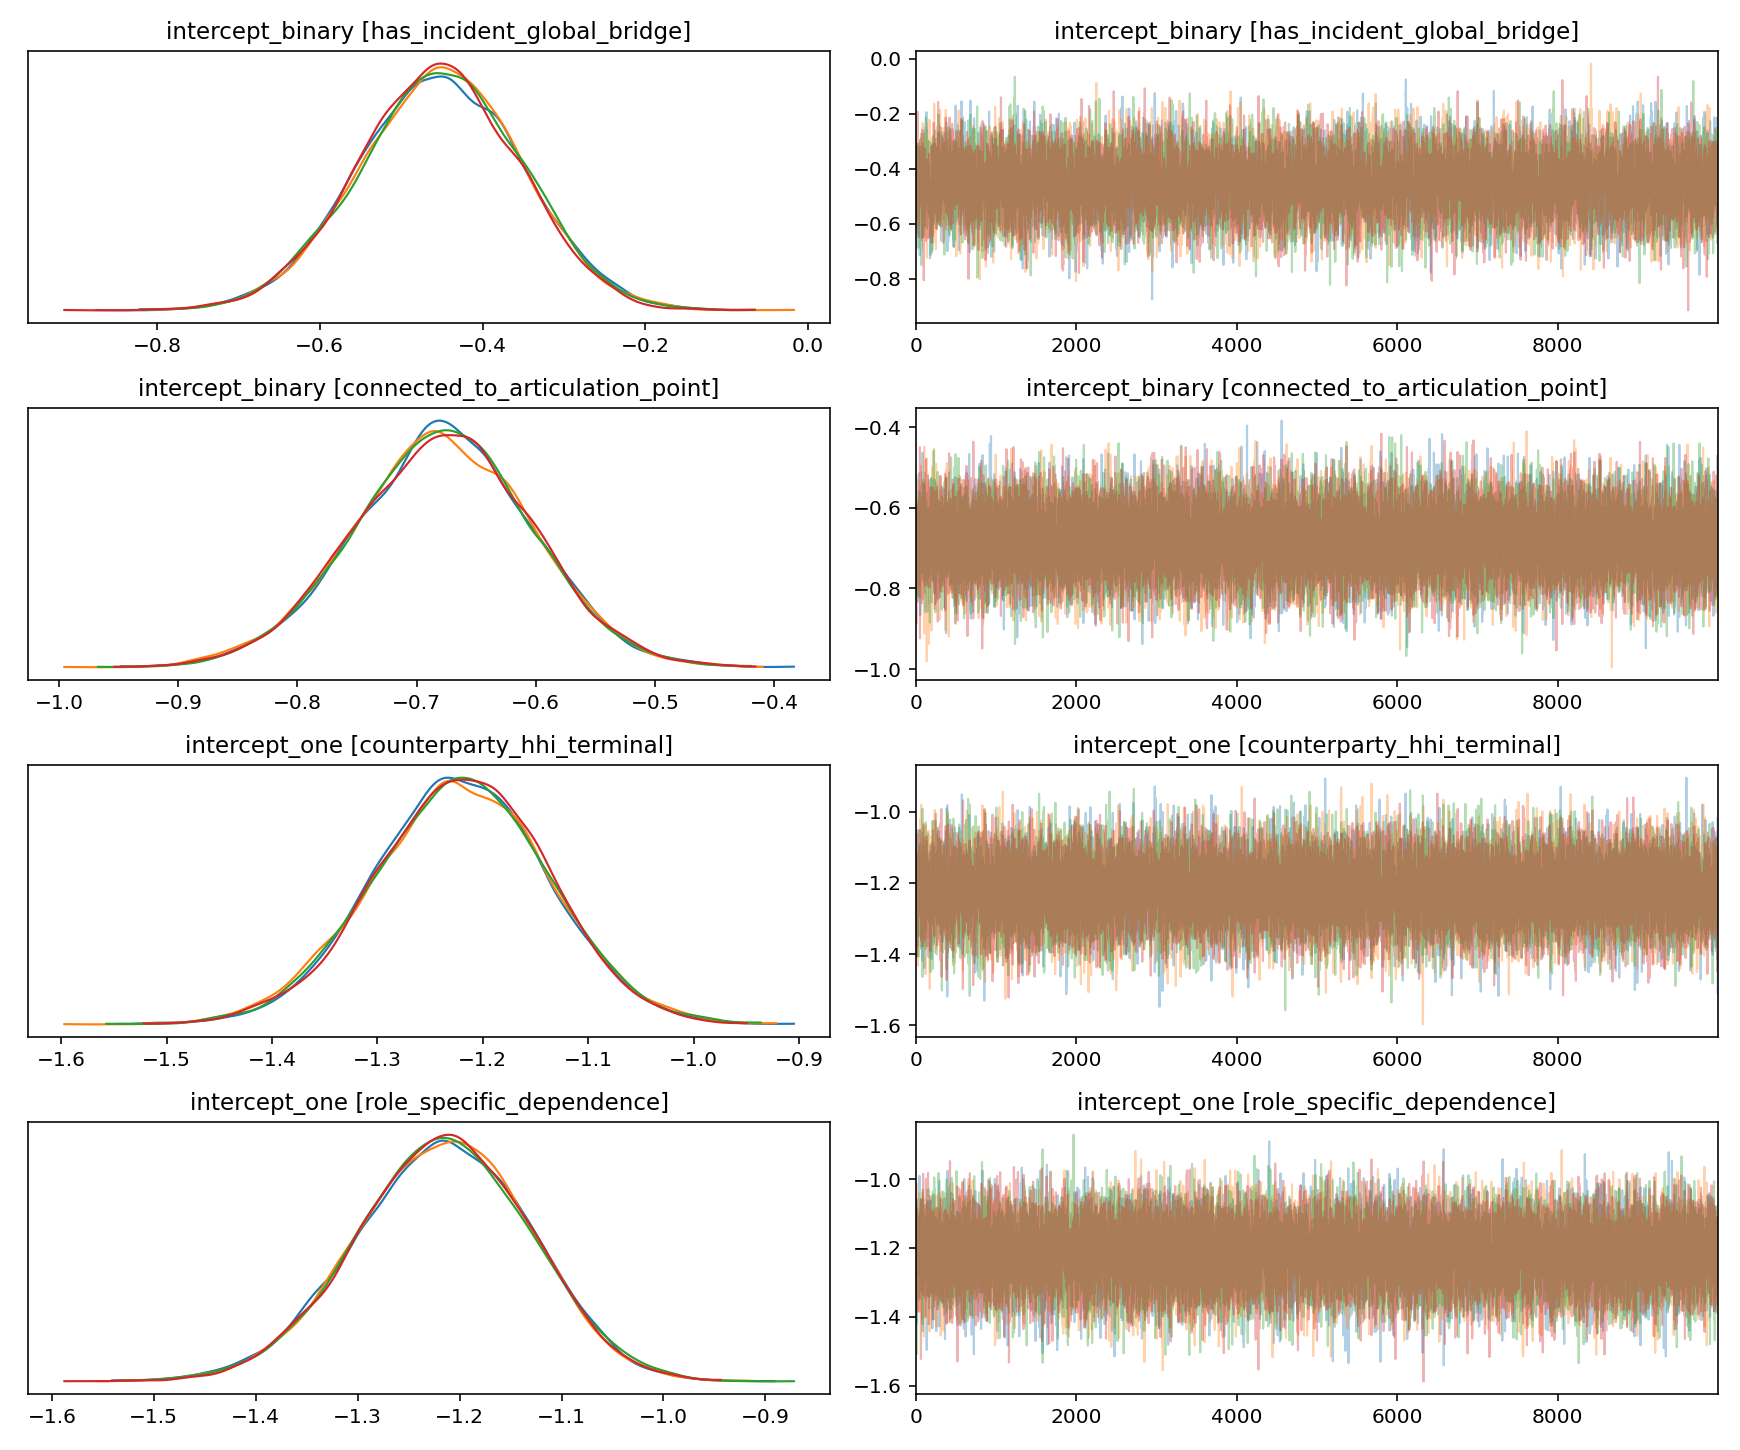 intercept_binary [has_incident_global_bridge]
intercept_binary [has_incident_global_bridge]
0.0
−0.2
−0.4
−0.6
−0.8
−0.8 −0.6 −0.4 −0.2 0.0
0 2000 4000 6000 8000
intercept_binary [connected_to_articulation_point]
intercept_binary [connected_to_articulation_point]
−0.4
−0.6
−0.8
−1.0
−1.0 −0.9 −0.8 −0.7 −0.6 −0.5 −0.4
0 2000 4000 6000 8000
intercept_one [counterparty_hhi_terminal]
intercept_one [counterparty_hhi_terminal]
−1.0
−1.2
−1.4
−1.6
−1.6 −1.5 −1.4 −1.3 −1.2 −1.1 −1.0 −0.9
0 2000 4000 6000 8000
intercept_one [role_specific_dependence]
intercept_one [role_specific_dependence]
−1.0
−1.2
−1.4
−1.6
−1.6 −1.5 −1.4 −1.3 −1.2 −1.1 −1.0 −0.9
0 2000 4000 6000 8000